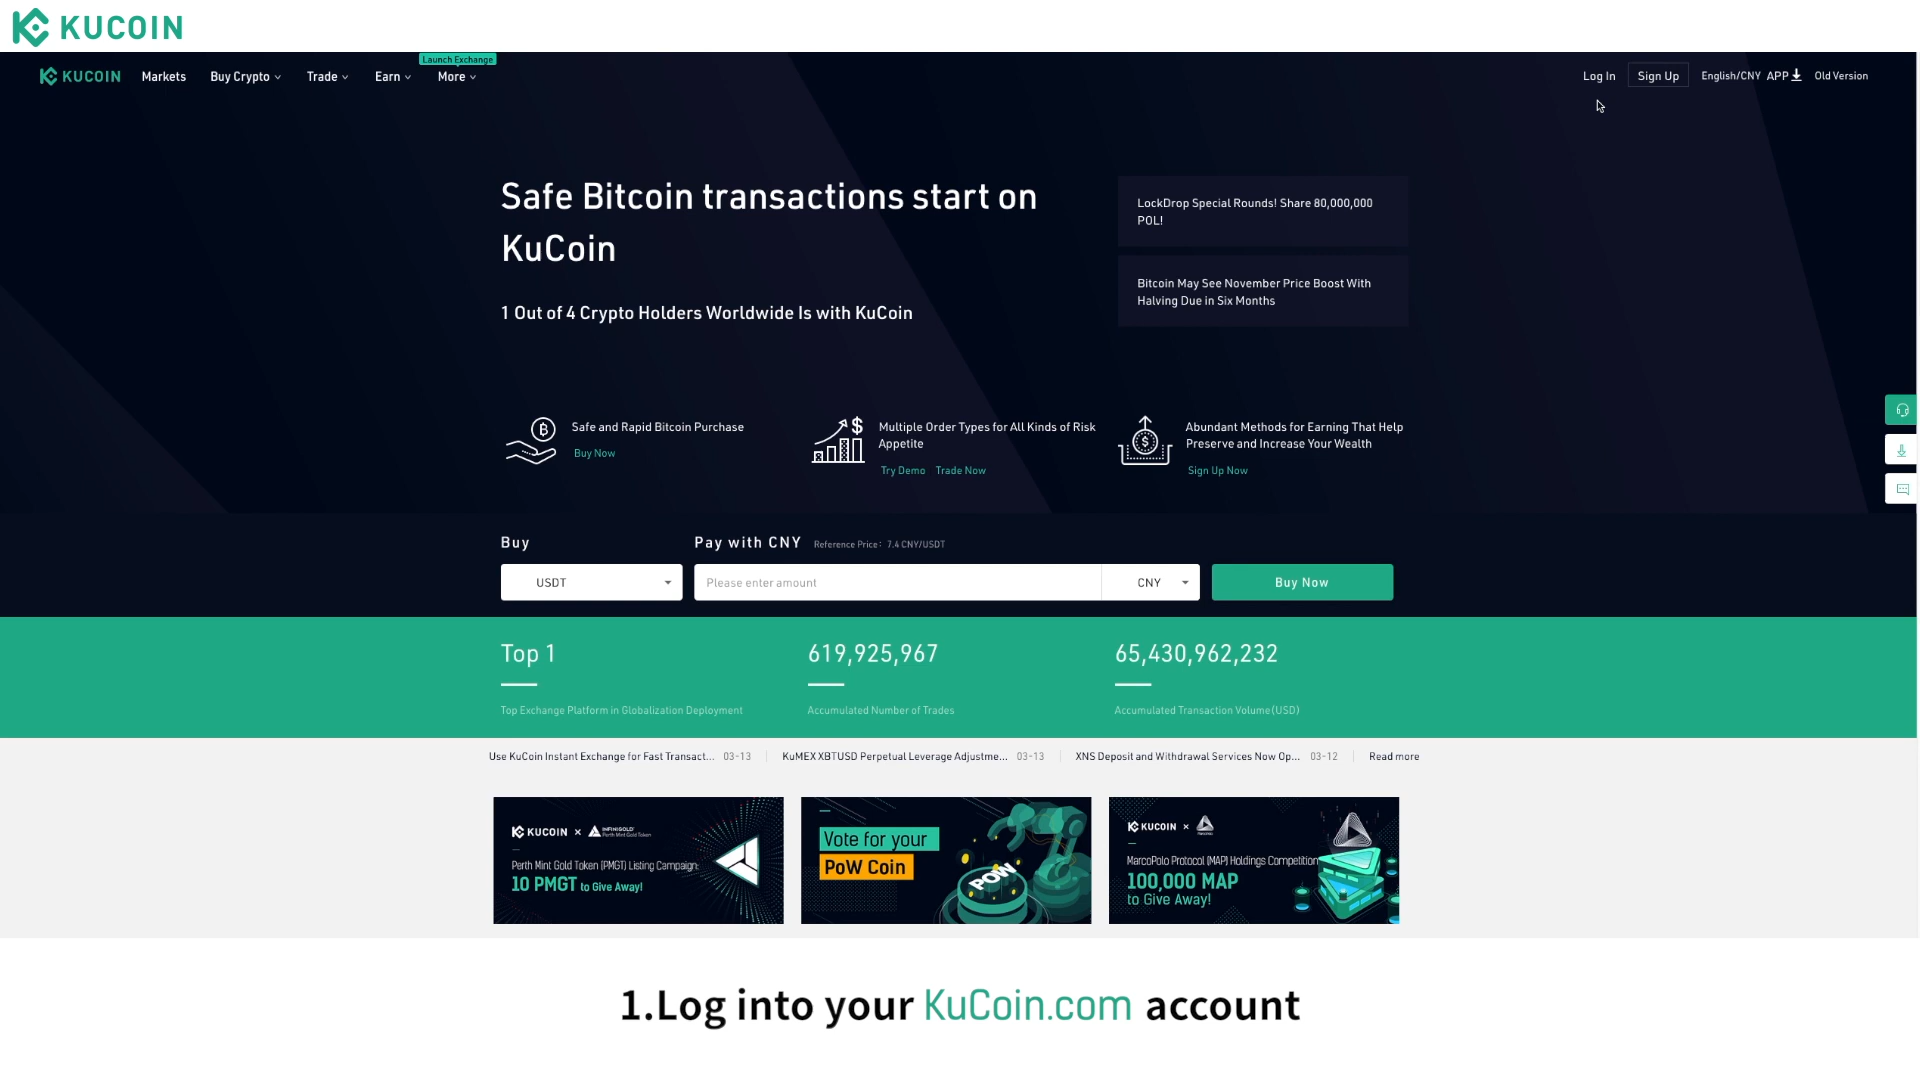 KUCOIN
Launch Exchange
KUCOIN Markets Buy Crypto Trade Earn More Log In Sign Up English/CNY APP Old Version
Safe Bitcoin transactions start on
KuCoin
1 Out of 4 Crypto Holders Worldwide Is with KuCoin
LockDrop Special Rounds! Share 80,000,000
POL!
Bitcoin May See November Price Boost With
Halving Due in Six Months
Safe and Rapid Bitcoin Purchase
Buy Now
Multiple Order Types for All Kinds of Risk
Appetite
Try Demo Trade Now
Abundant Methods for Earning That Help
Preserve and Increase Your Wealth
Sign Up Now
Buy
Pay with CNY Reference Price: 7.4 CNY/USDT
USDT
Please enter amount
CNY
Buy Now
Top 1
Top Exchange Platform in Globalization Deployment
619,925,967
Accumulated Number of Trades
65,430,962,232
Accumulated Transaction Volume(USD)
Use KuCoin Instant Exchange for Fast Transact... 03-13
KuMEX XBTUSD Perpetual Leverage Adjustme... 03-13
XNS Deposit and Withdrawal Services Now Op... 03-12
Read more
KUCOIN × INFINIGOLD
Perth Mint Gold Token
Perth Mint Gold Token (PMGT) Listing Campaign:
10 PMGT to Give Away!
Vote for your
PoW Coin
POW
KUCOIN ×
MarcoPolo Protocol (MAP) Holdings Competition
100,000 MAP
to Give Away!
1.Log into your KuCoin.com account